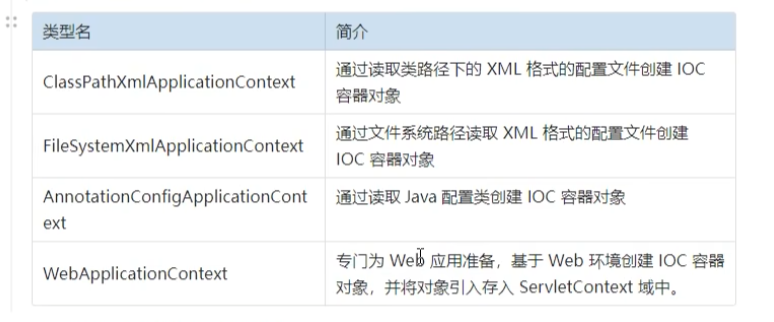 类型名
简介
ClassPathXmlApplicationContext
通过读取类路径下的 XML 格式的配置文件创建 IOC
容器对象
FileSystemXmlApplicationContext
通过文件系统路径读取 XML 格式的配置文件创建
IOC 容器对象
AnnotationConfigApplicationCont
ext
通过读取 Java 配置类创建 IOC 容器对象
WebApplicationContext
专门为 Web 应用准备，基于 Web 环境创建 IOC 容器
对象，并将对象引入存入 ServletContext 域中。